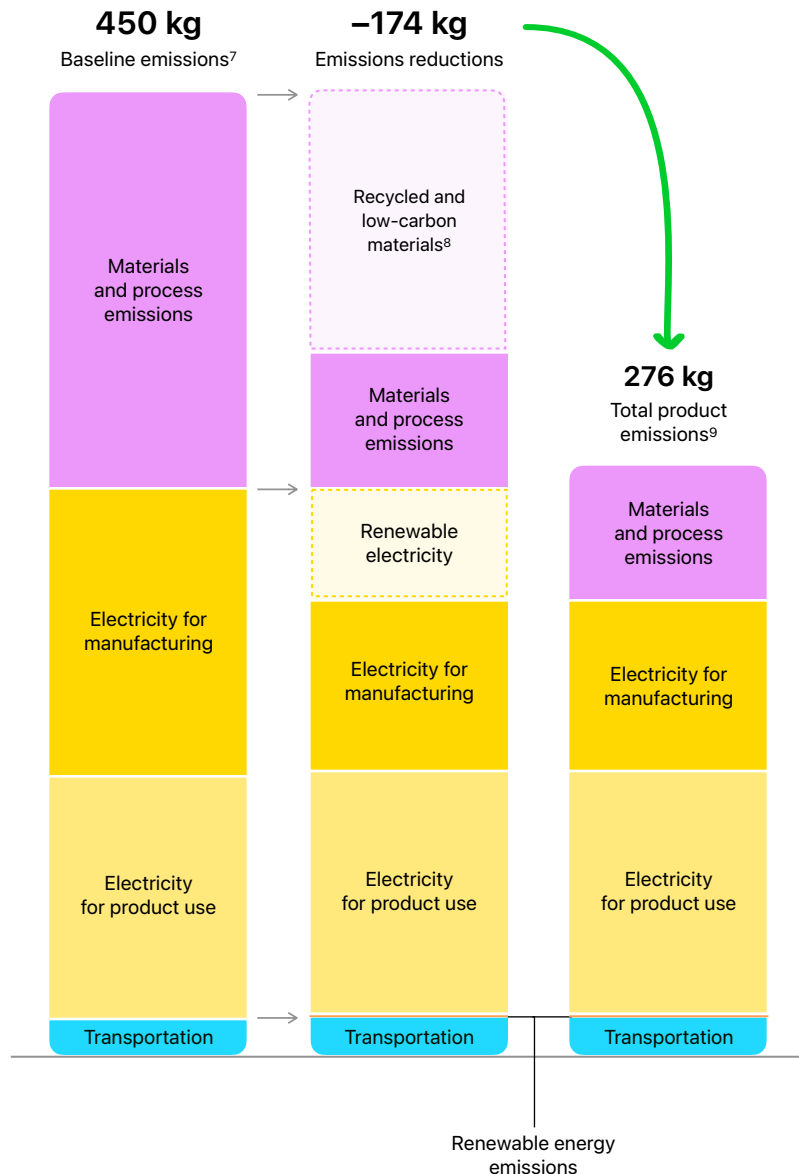 450 kg
Baseline emissions⁷
Materials
and process
emissions
Electricity for
manufacturing
Electricity
for product use
Transportation
–174 kg
Emissions reductions
Recycled and
low-carbon
materials⁸
Materials
and process
emissions
Renewable
electricity
Electricity for
manufacturing
Electricity
for product use
Transportation
276 kg
Total product
emissions⁹
Materials
and process
emissions
Electricity for
manufacturing
Electricity
for product use
Transportation
Renewable energy
emissions